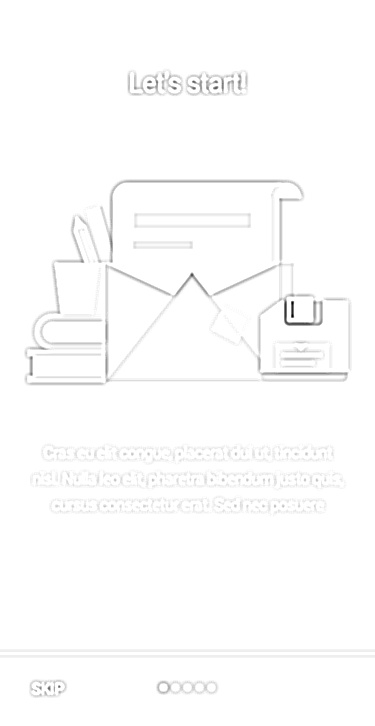 Let's start!
Cras eu elit congue, placerat dui ut, tincidunt
nisl. Nulla leo elit, pharetra bibendum justo quis,
cursus consectetur erat. Sed nec posuere
SKIP